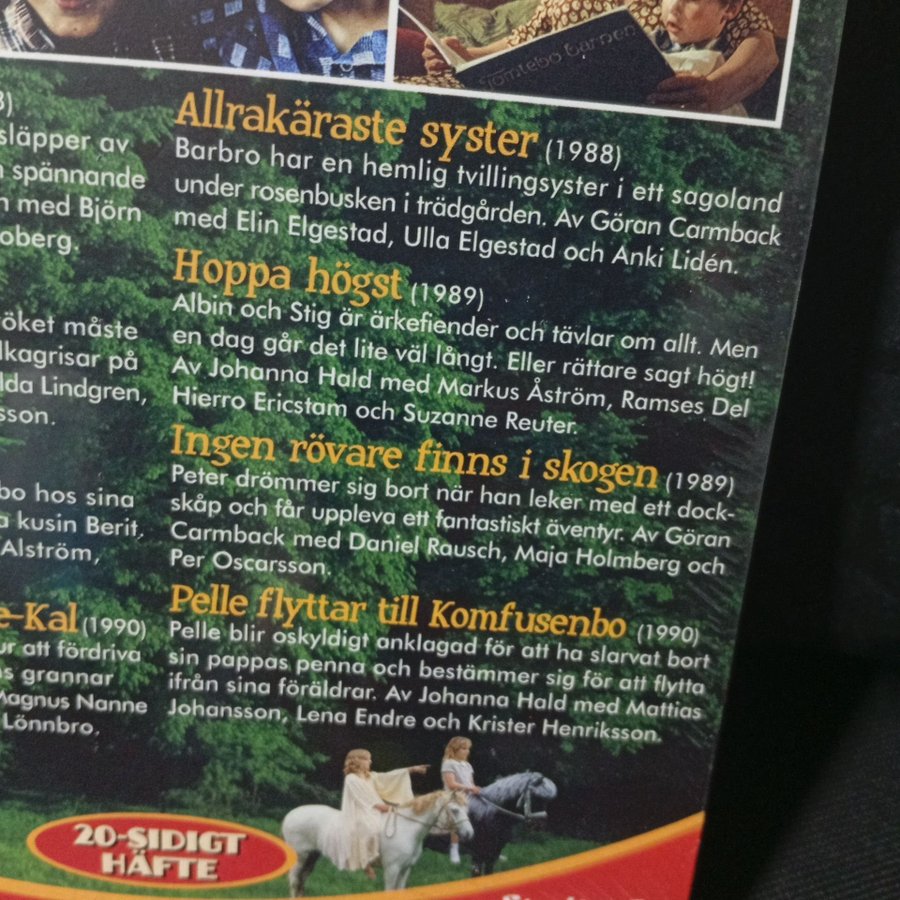 Tomtebo barnen
Allrakäraste syster (1988)
Barbro har en hemlig tvillingsyster i ett sagoland
under rosenbusken i trädgården. Av Göran Carmback
med Elin Elgestad, Ulla Elgestad och Anki Lidén.
Hoppa högst (1989)
Albin och Stig är ärkefiender och tävlar om allt. Men
en dag går det lite väl långt. Eller rättare sagt högt!
Av Johanna Hald med Markus Åström, Ramses Del
Hierro Ericstam och Suzanne Reuter.
Ingen rövare finns i skogen (1989)
Peter drömmer sig bort när han leker med ett dock-
skåp och får uppleva ett fantastiskt äventyr. Av Göran
Carmback med Daniel Rausch, Maja Holmberg och
Per Oscarsson.
Pelle flyttar till Komfusenbo (1990)
Pelle blir oskyldigt anklagad för att ha slarvat bort
sin pappas penna och bestämmer sig för att flytta
ifrån sina föräldrar. Av Johanna Hald med Mattias
Johansson, Lena Endre och Krister Henriksson.
släpper av
spännande
med Björn
oberg.
öket måste
lkagrisar på
lda Lindgren,
sson.
bo hos sina
kusin Berit,
Alström,
e-Kal (1990)
ur att fördriva
s grannar
Magnus Nanne
Lönnbro.
20-SIDIGT
HÄFTE